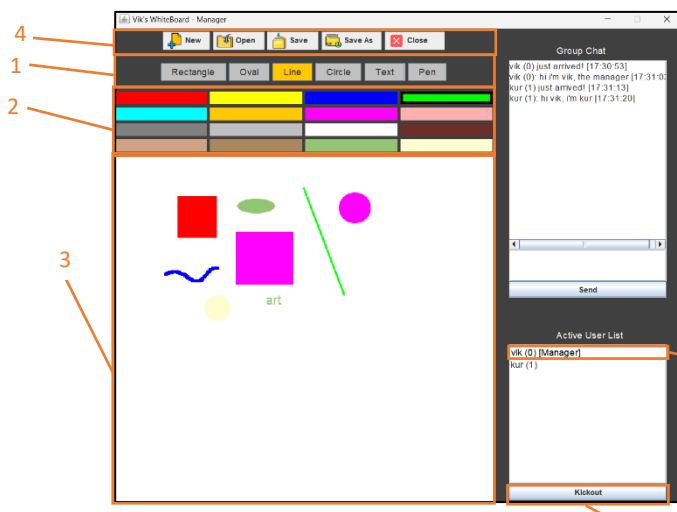 Vik's WhiteBoard - Manager
4
New Open Save Save As Close
1
Rectangle Oval Line Circle Text Pen
2
3
art
Group Chat
vik (0) just arrived! [17:30:53]
vik (0): hi i'm vik, the manager [17:31:0
kur (1) just arrived! [17:31:13]
kur (1): hi vik, i'm kur [17:31:20]
Send
Active User List
vik (0) [Manager]
kur (1)
Kickout